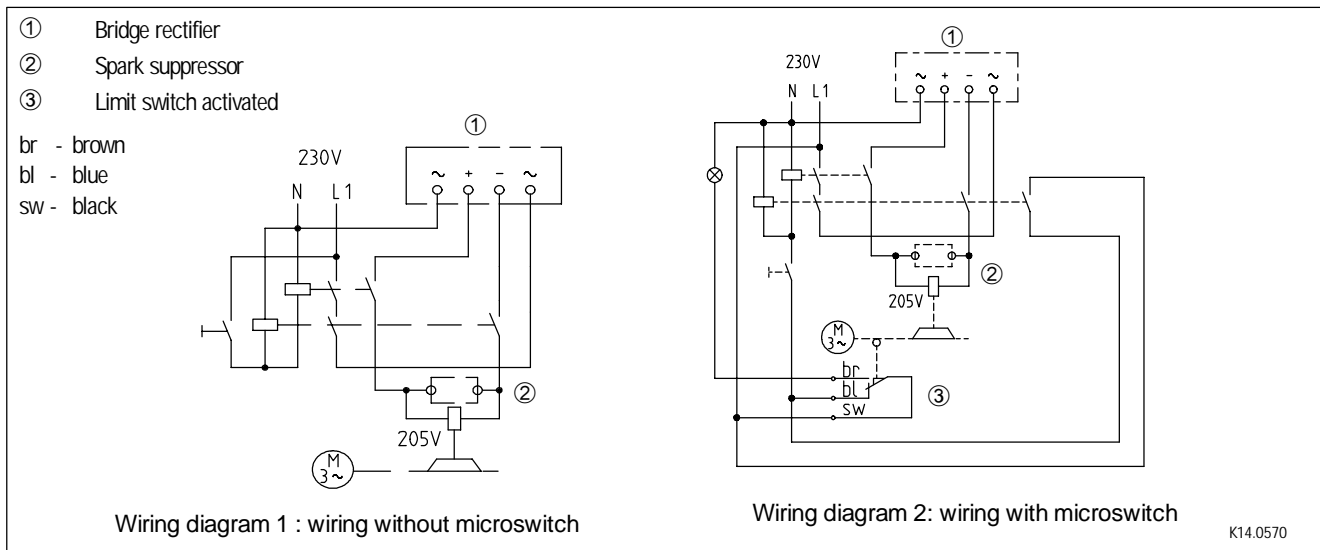 ① Bridge rectifier
② Spark suppressor
③ Limit switch activated
br - brown
bl - blue
sw - black
①
230V
N L1
~ + - ~
②
205V
M
3~
Wiring diagram 1 : wiring without microswitch
①
230V
N L1
~ + - ~
②
205V
M
3~
br
bl
sw
③
Wiring diagram 2: wiring with microswitch
K14.0570